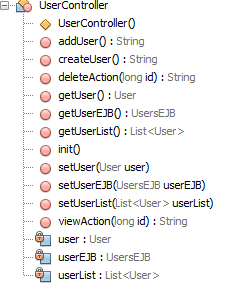 UserController
UserController()
addUser() : String
createUser() : String
deleteAction(long id) : String
getUser() : User
getUserEJB() : UsersEJB
getUserList() : List<User>
init()
setUser(User user)
setUserEJB(UsersEJB userEJB)
setUserList(List<User> userList)
viewAction(long id) : String
user : User
userEJB : UsersEJB
userList : List<User>